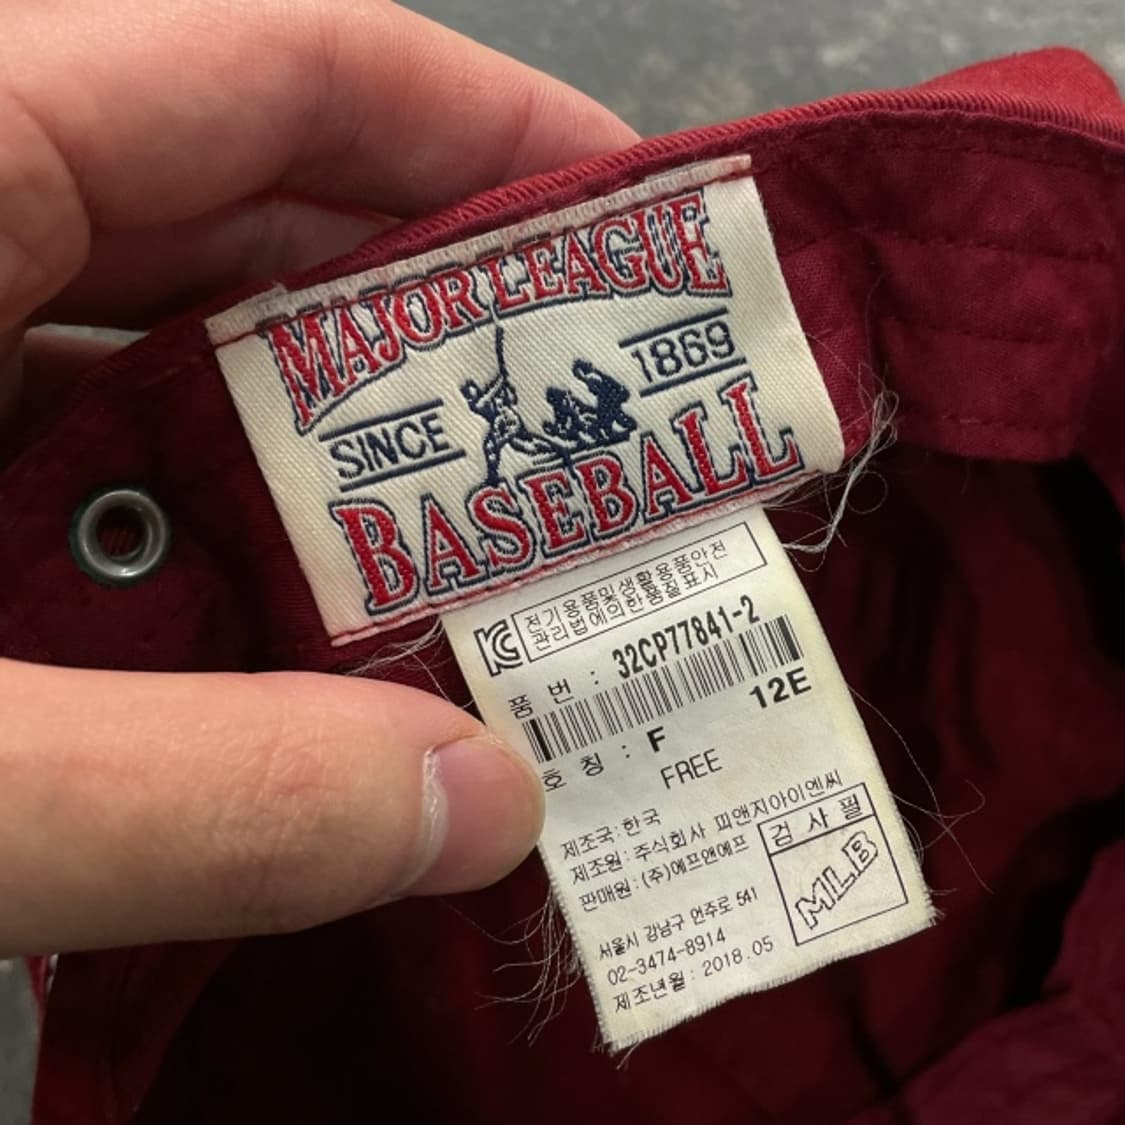 MAJOR LEAGUE
SINCE 1869
BASEBALL
전기용품및생활용품안전
관리법에의한품질표시
품 번 : 32CP77841-2
12E
호 칭 : F
FREE
제조국:한국
제조원:주식회사 피앤지아이엔씨
판매원:(주)에프앤에프
서울시 강남구 언주로 541
02-3474-8914
제조년월:2018.05
검사필
MLB